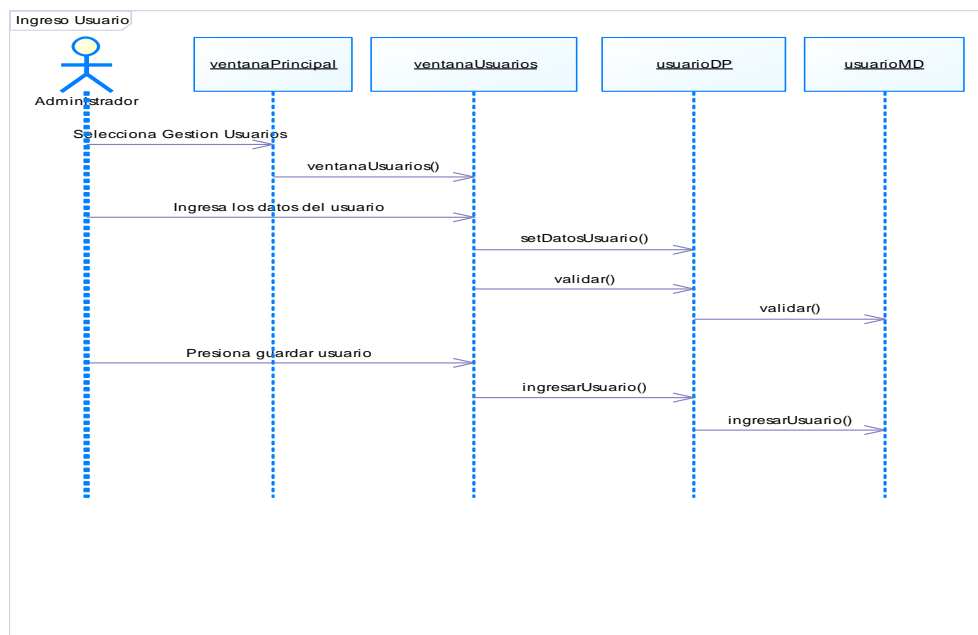 Ingreso Usuario
ventanaPrincipal
ventanaUsuarios
usuarioDP
usuarioMD
Administrador
Selecciona Gestion Usuarios
ventanaUsuarios()
Ingresa los datos del usuario
setDatosUsuario()
validar()
validar()
Presiona guardar usuario
ingresarUsuario()
ingresarUsuario()